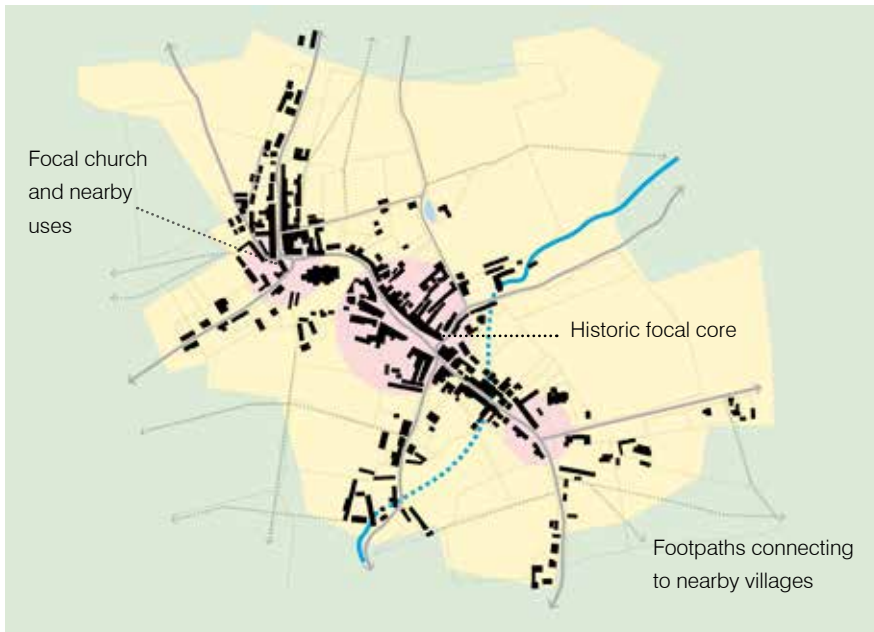 Focal church
and nearby
uses
Historic focal core
Footpaths connecting
to nearby villages